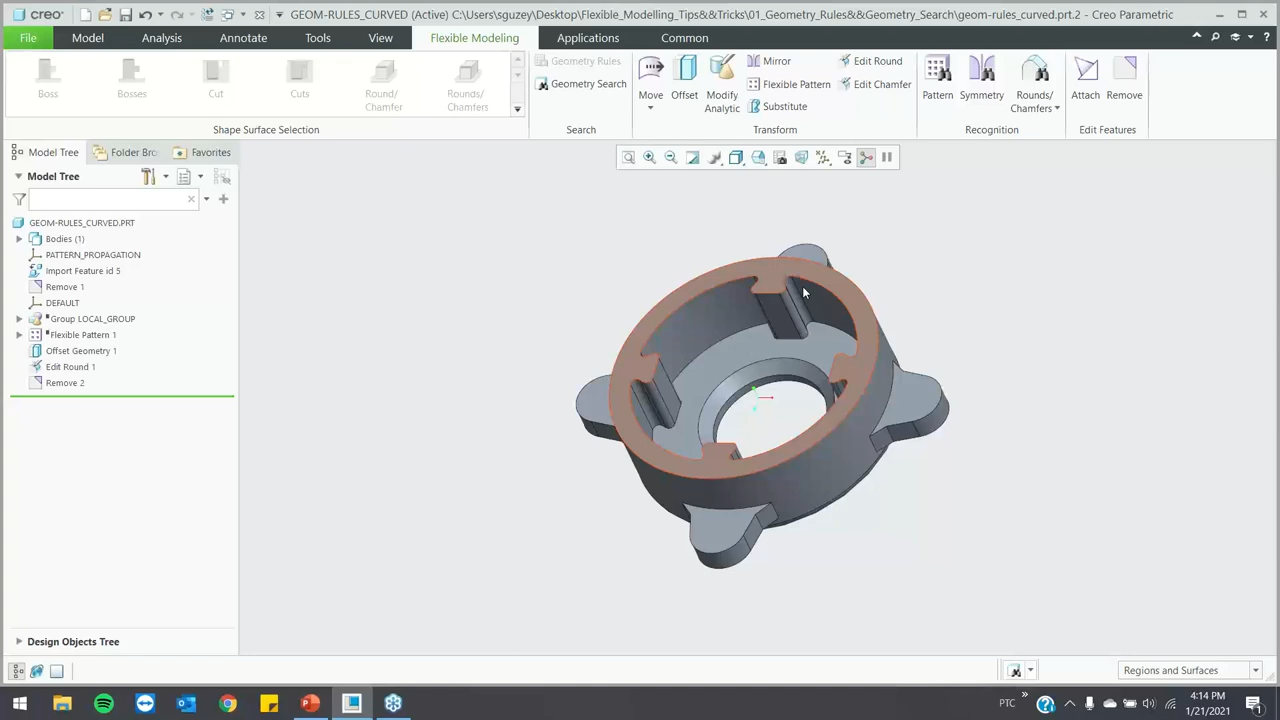 creo® GEOM-RULES_CURVED (Active) C:\Users\sguzey\Desktop\Flexible_Modelling_Tips&&Tricks\01_Geometry_Rules&&Geometry_Search\geom-rules_curved.prt.2 - Creo Parametric
File Model Analysis Annotate Tools View Flexible Modeling Applications Common
Boss
Bosses
Cut
Cuts
Round/
Chamfer
Rounds/
Chamfers
Shape Surface Selection
Geometry Rules
Geometry Search
Search
Move
Offset
Modify
Analytic
Mirror
Flexible Pattern
Substitute
Edit Round
Edit Chamfer
Transform
Pattern
Symmetry
Rounds/
Chamfers
Recognition
Attach
Remove
Edit Features
Model Tree Folder Bro Favorites
Model Tree
GEOM-RULES_CURVED.PRT
Bodies (1)
PATTERN_PROPAGATION
Import Feature id 5
Remove 1
DEFAULT
Group LOCAL_GROUP
Flexible Pattern 1
Offset Geometry 1
Edit Round 1
Remove 2
Design Objects Tree
Regions and Surfaces
PTC
4:14 PM
1/21/2021